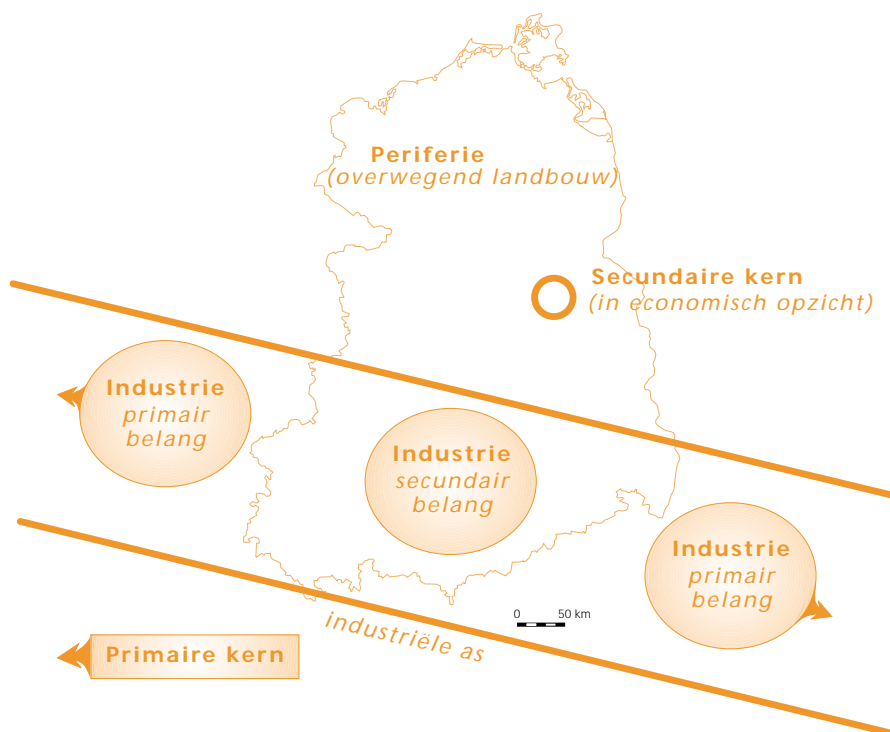 Periferie
(overwegend landbouw)
Secundaire kern
(in economisch opzicht)
Industrie
primair
belang
Industrie
secundair
belang
Industrie
primair
belang
0 50 km
industriële as
Primaire kern